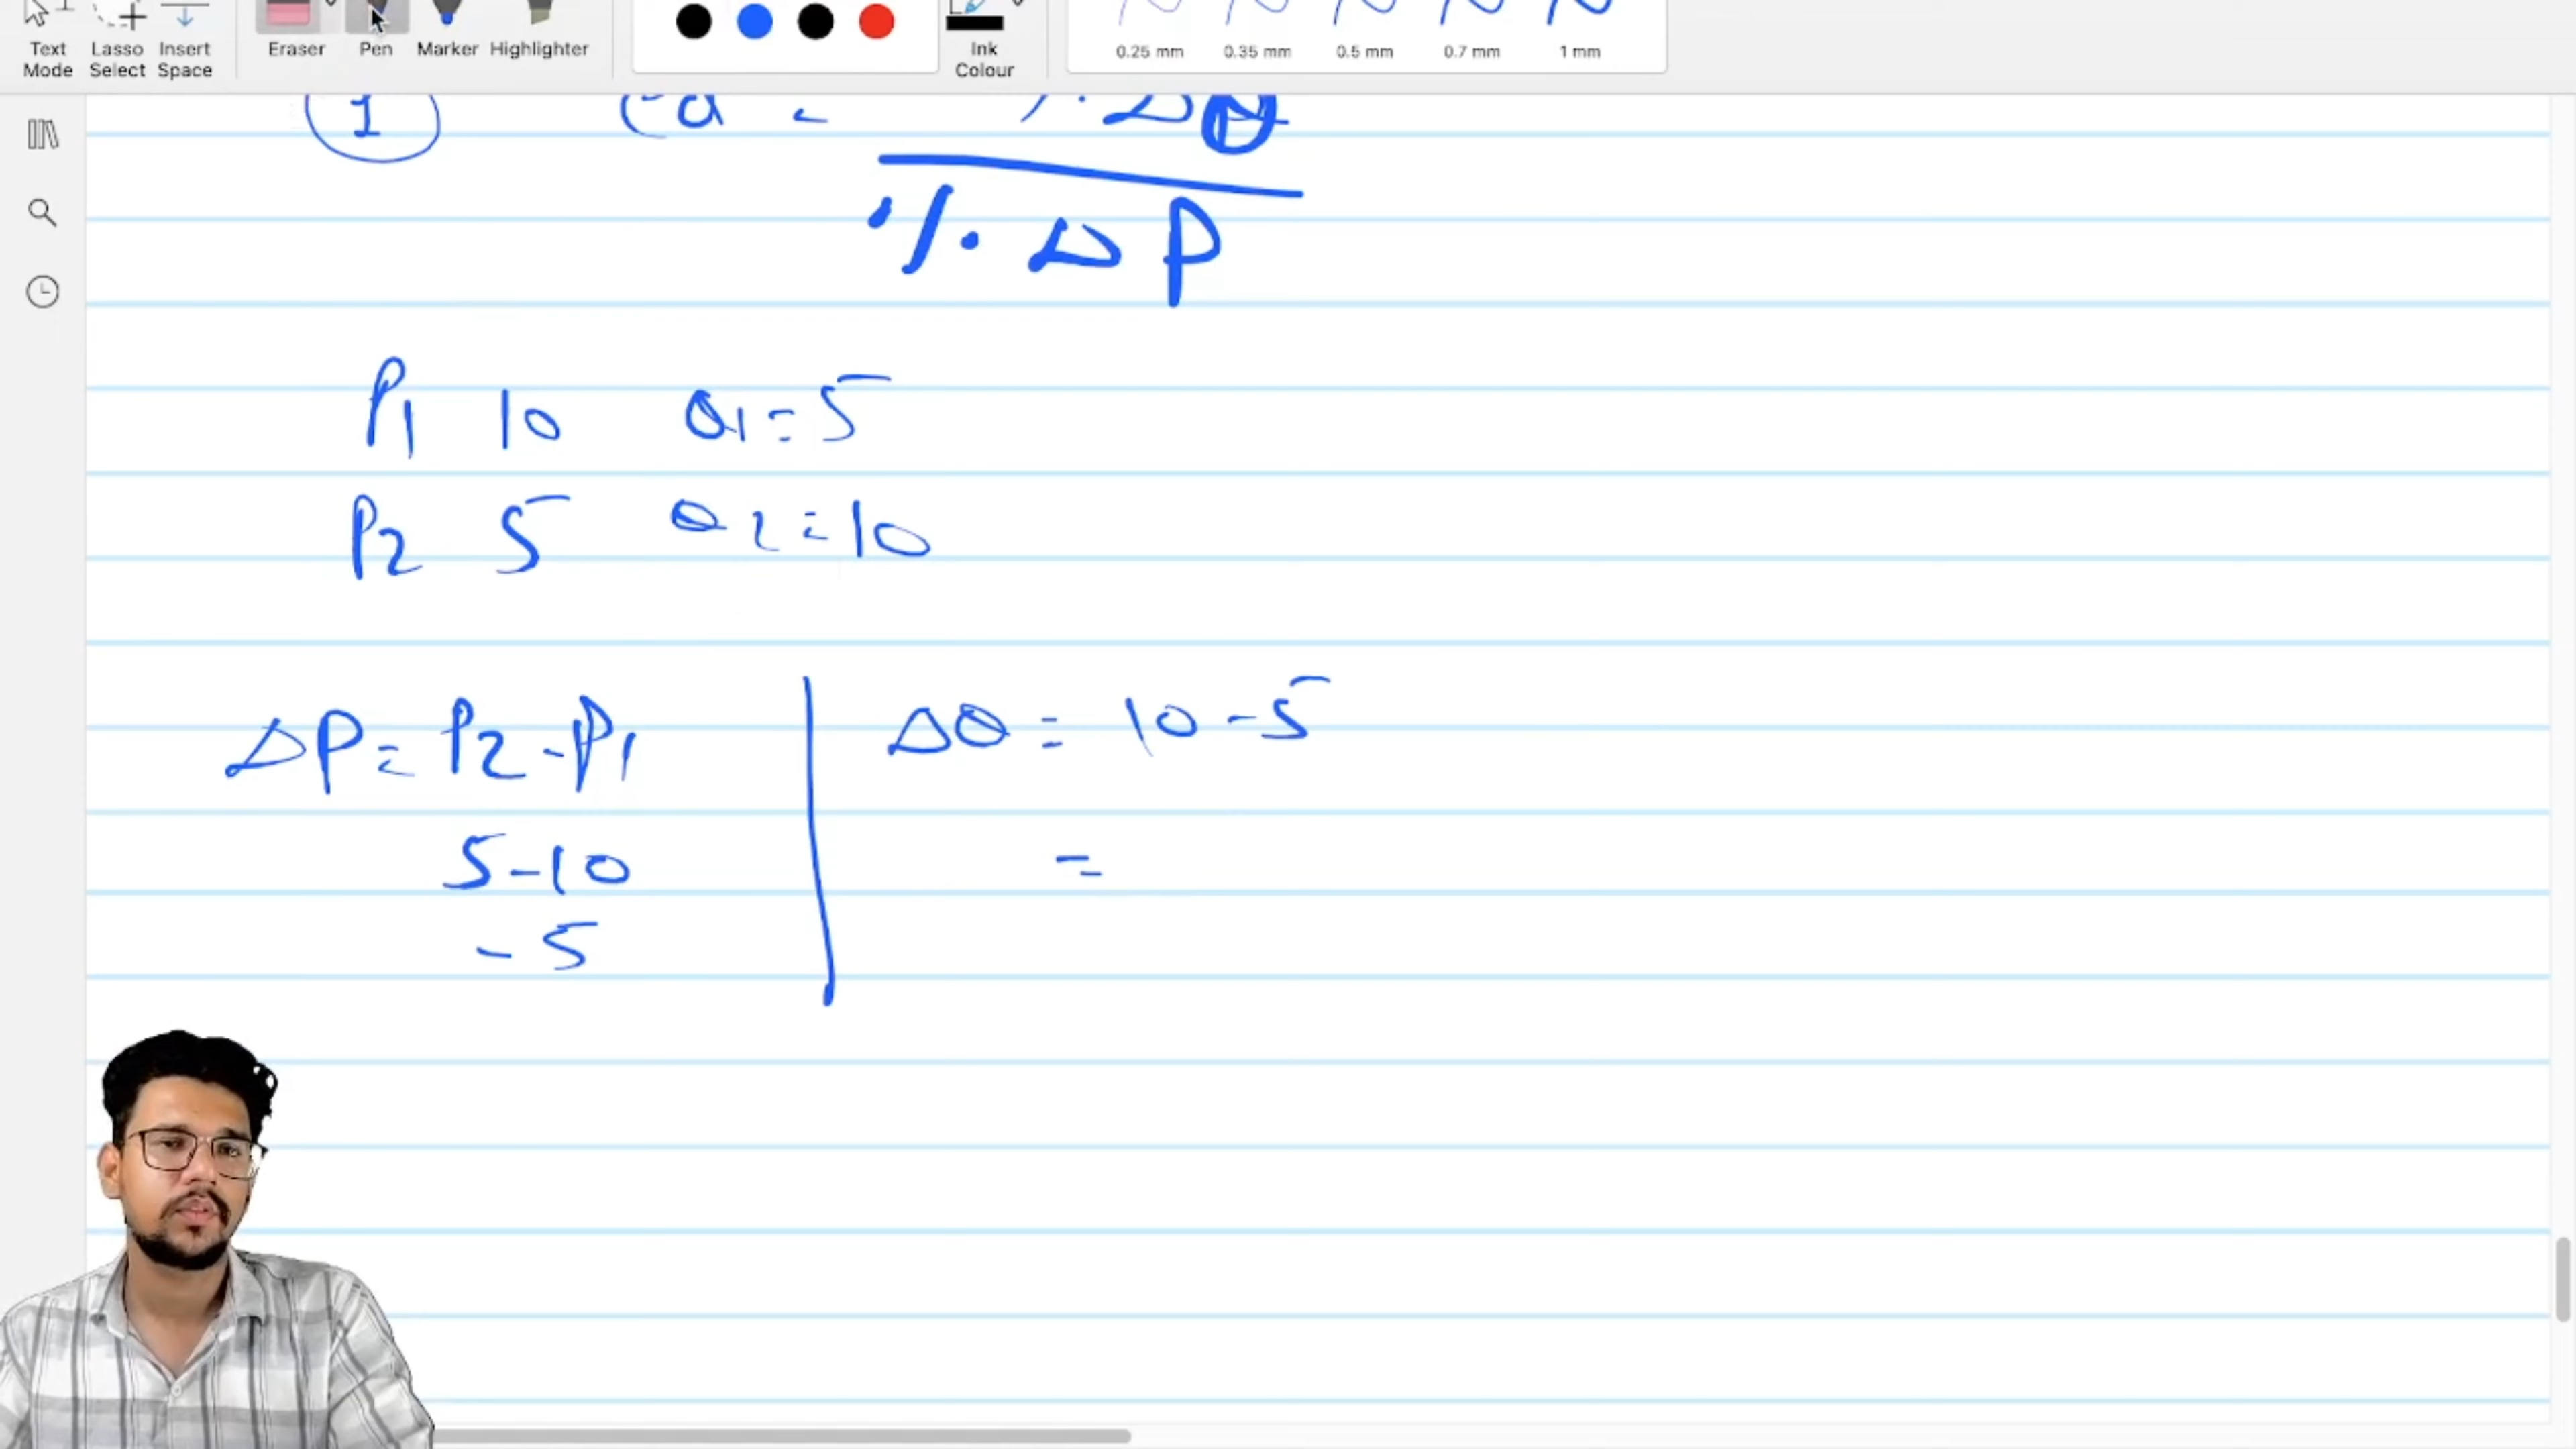 Text Mode Lasso Select Insert Space Eraser Pen Marker Highlighter Ink Colour 0.25 mm 0.35 mm 0.5 mm 0.7 mm 1 mm
1 ed = %ΔQ
% Δ P
P1 10 Q1 = 5
P2 5 Q2 = 10
ΔP = P2 - P1
5 - 10
- 5
ΔQ = 10 - 5
=